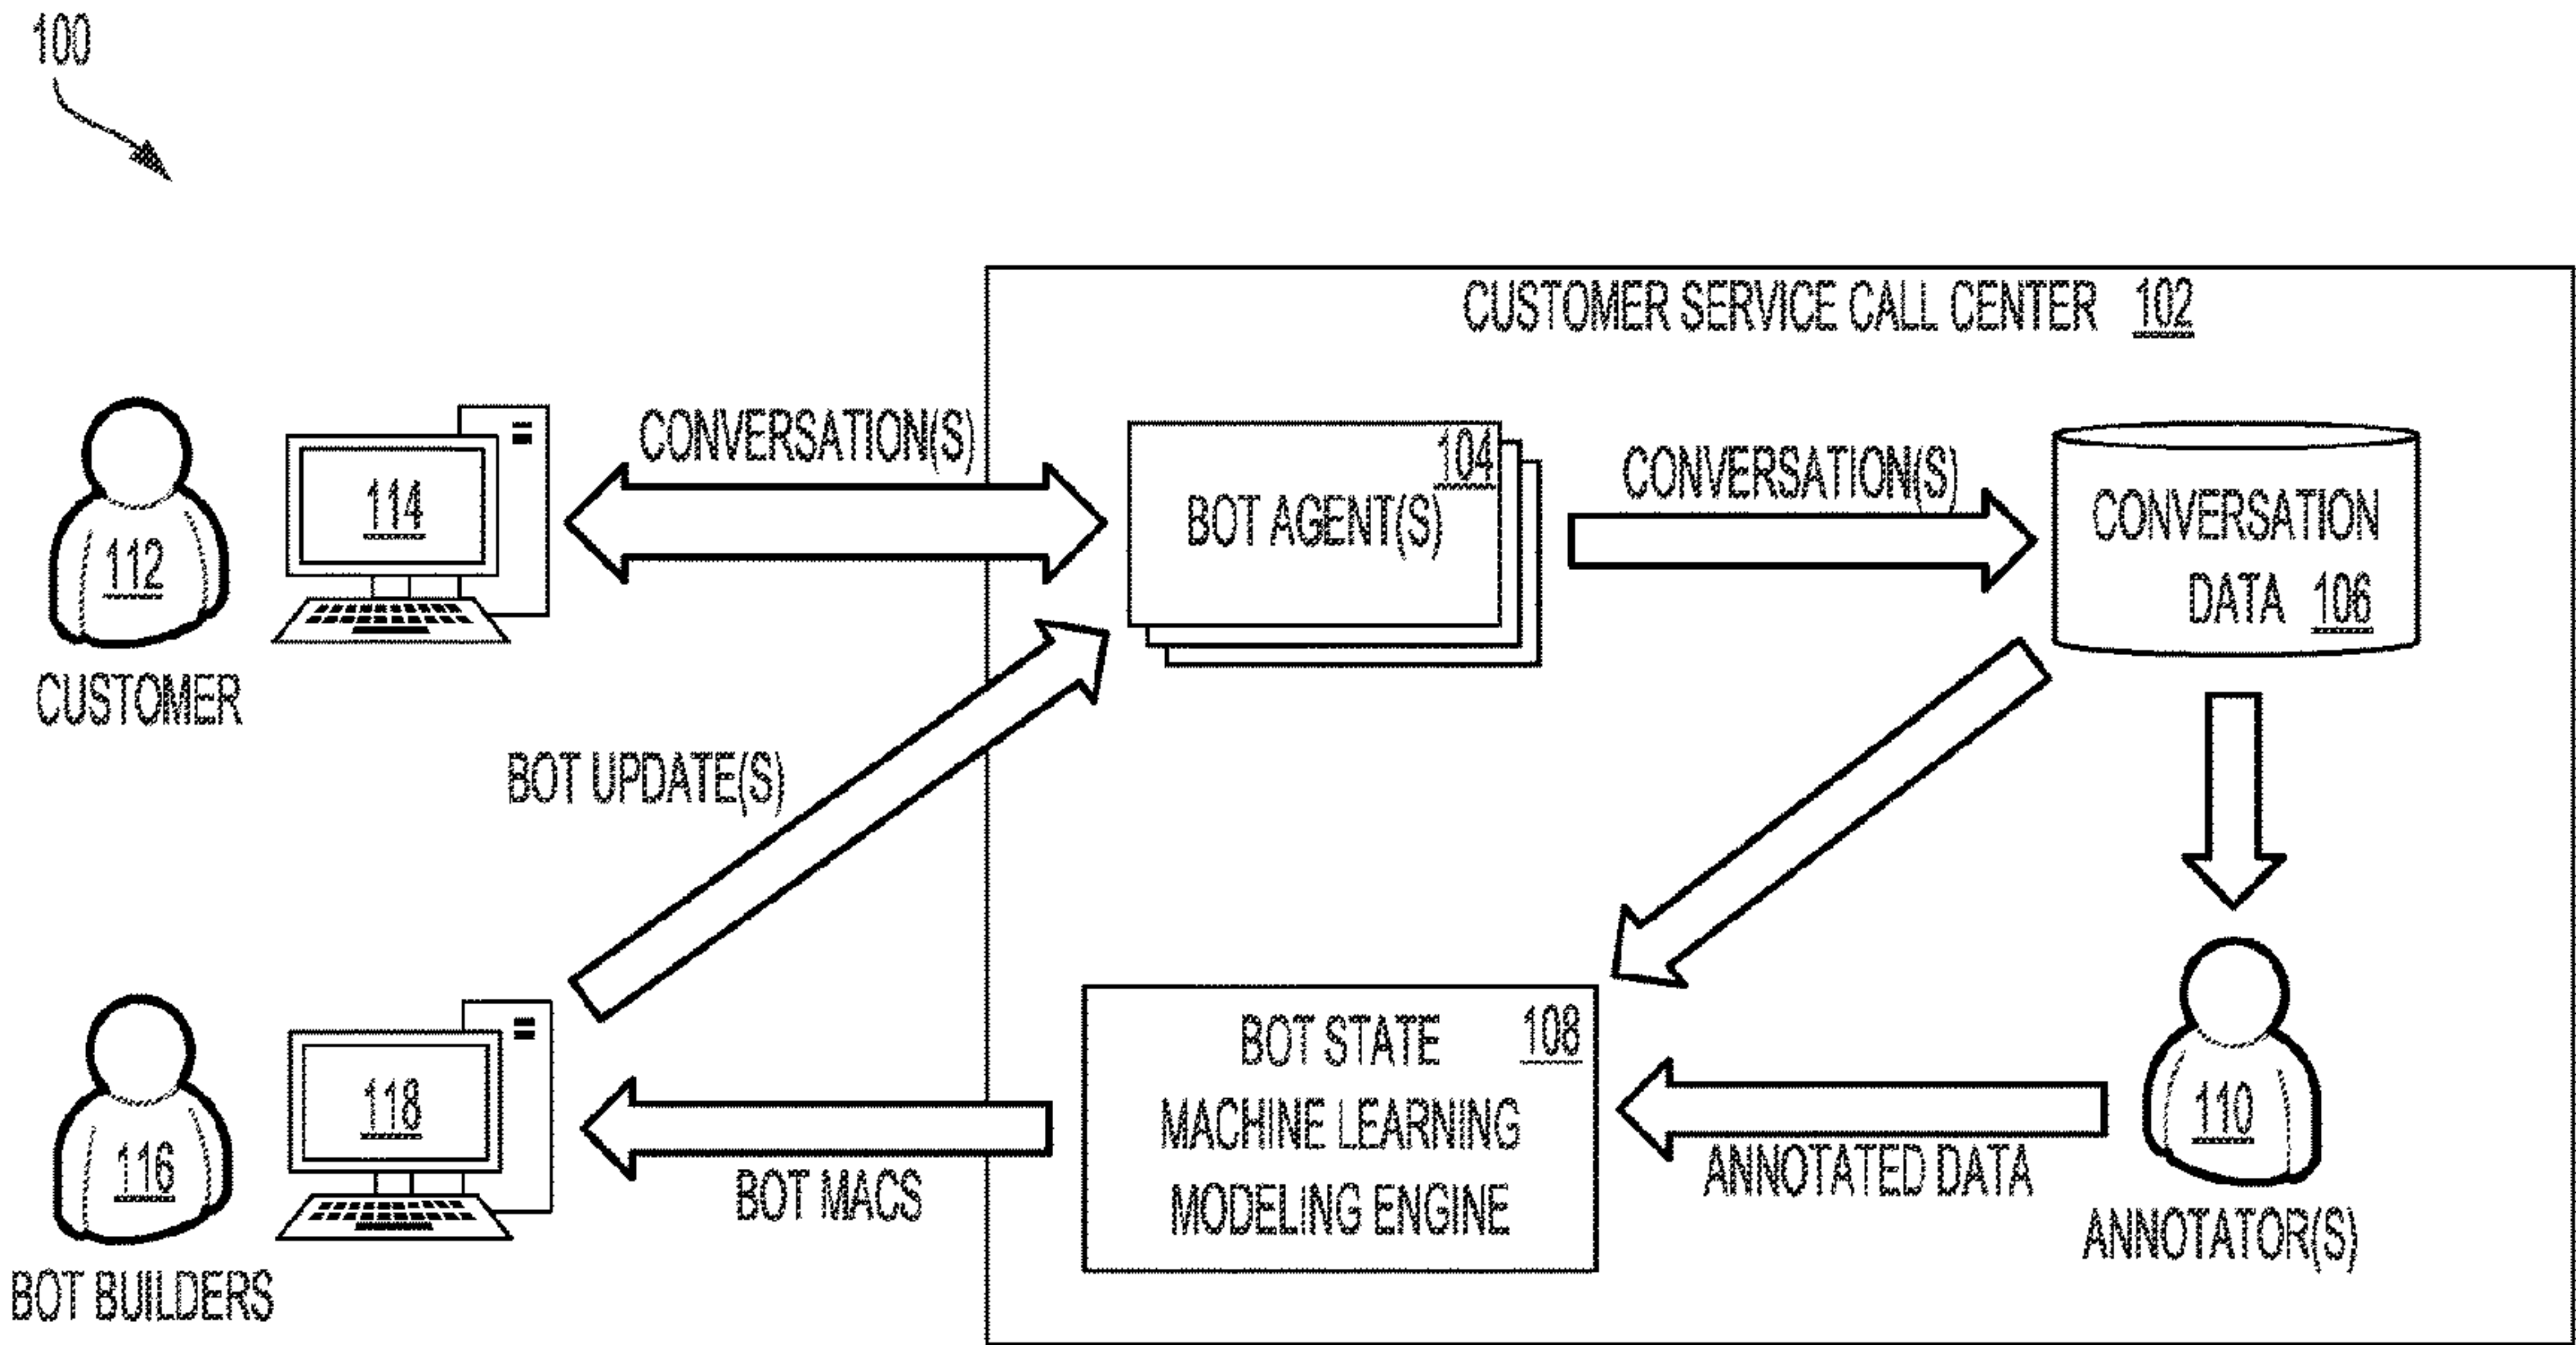 100
CUSTOMER SERVICE CALL CENTER 102
CONVERSATION(S)
104
BOT AGENT(S)
CONVERSATION(S)
CONVERSATION
DATA 106
114
112
CUSTOMER
BOT UPDATE(S)
BOT STATE 108
MACHINE LEARNING
MODELING ENGINE
118
116
BOT BUILDERS
BOT MACS
ANNOTATED DATA
110
ANNOTATOR(S)